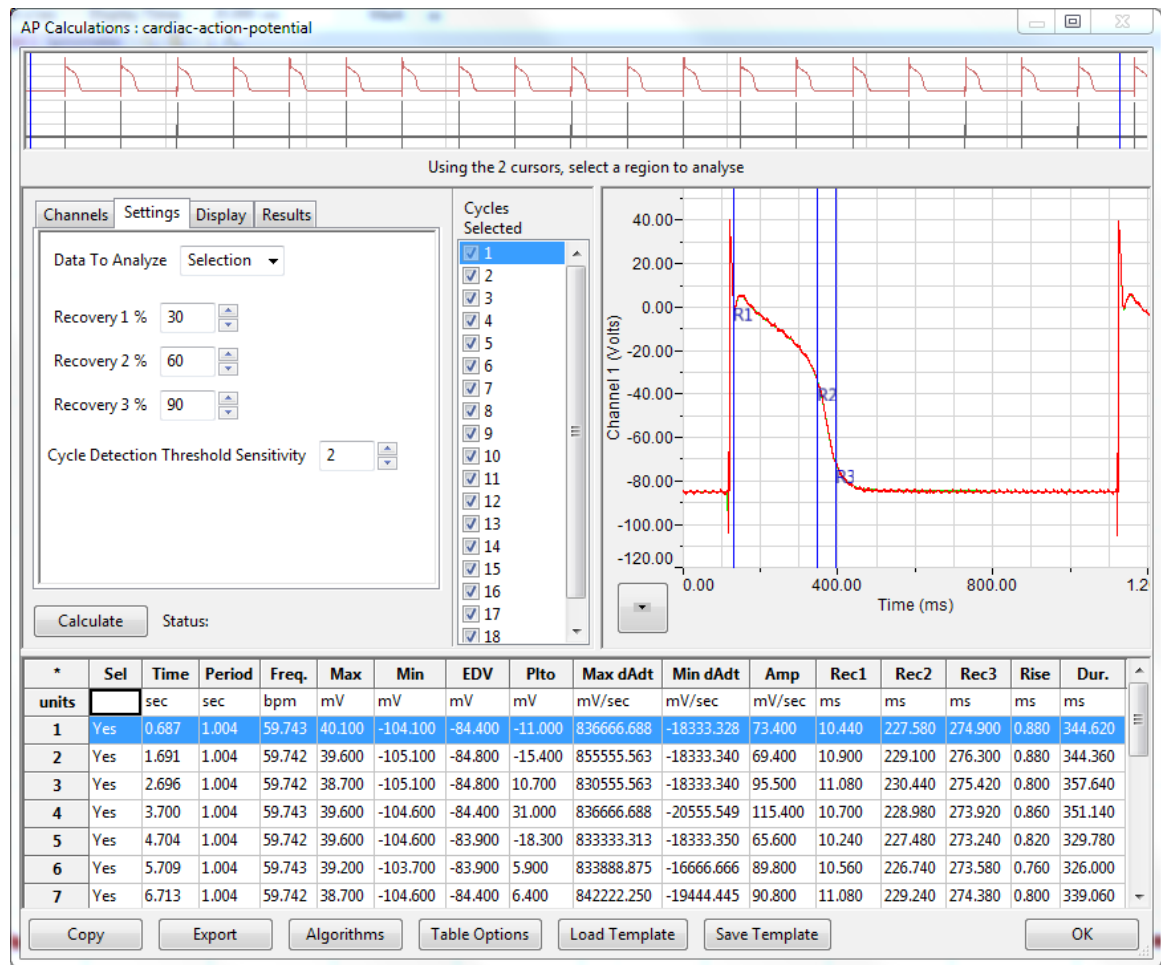 AP Calculations : cardiac-action-potential
Using the 2 cursors, select a region to analyse
Channels Settings Display Results
Data To Analyze Selection
Recovery 1 % 30
Recovery 2 % 60
Recovery 3 % 90
Cycle Detection Threshold Sensitivity 2
Calculate Status:
Cycles
Selected
1
2
3
4
5
6
7
8
9
10
11
12
13
14
15
16
17
18
Channel 1 (Volts)
40.00
20.00
0.00
-20.00
-40.00
-60.00
-80.00
-100.00
-120.00
R1
R2
R3
0.00 400.00 800.00 1.2
Time (ms)
* Sel Time Period Freq. Max Min EDV Plto Max dAdt Min dAdt Amp Rec1 Rec2 Rec3 Rise Dur.
units sec sec bpm mV mV mV mV mV/sec mV/sec mV/sec ms ms ms ms ms
1 Yes 0.687 1.004 59.743 40.100 -104.100 -84.400 -11.000 836666.688 -18333.328 73.400 10.440 227.580 274.900 0.880 344.620
2 Yes 1.691 1.004 59.742 39.600 -105.100 -84.800 -15.400 855555.563 -18333.340 69.400 10.900 229.100 276.300 0.880 344.360
3 Yes 2.696 1.004 59.742 38.700 -105.100 -84.800 10.700 830555.563 -18333.340 95.500 11.080 230.440 275.420 0.800 357.640
4 Yes 3.700 1.004 59.743 39.600 -104.600 -84.400 31.000 836666.688 -20555.549 115.400 10.700 228.980 273.920 0.860 351.140
5 Yes 4.704 1.004 59.742 39.600 -104.600 -83.900 -18.300 833333.313 -18333.350 65.600 10.240 227.480 273.240 0.820 329.780
6 Yes 5.709 1.004 59.743 39.200 -103.700 -83.900 5.900 833888.875 -16666.666 89.800 10.560 226.740 273.580 0.760 326.000
7 Yes 6.713 1.004 59.742 38.700 -104.600 -84.400 6.400 842222.250 -19444.445 90.800 11.080 229.240 274.380 0.800 339.060
Copy Export Algorithms Table Options Load Template Save Template OK